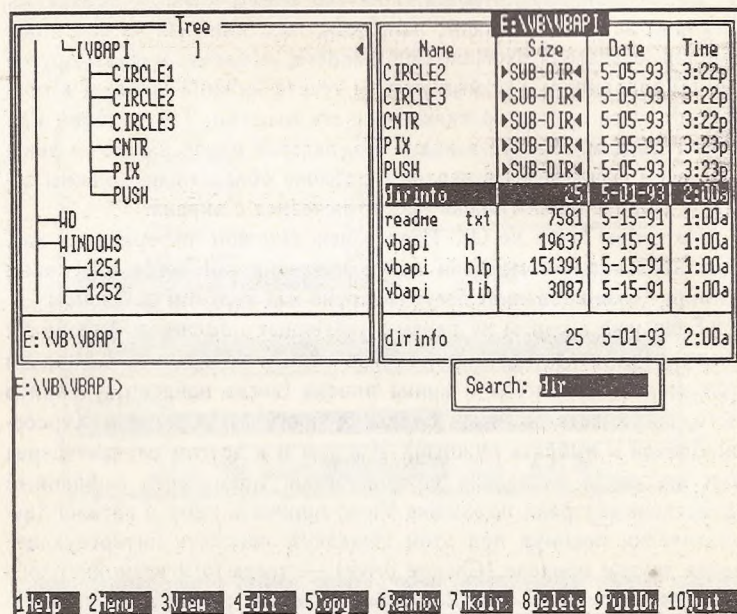 Tree
[VBAPI ]
CIRCLE1
CIRCLE2
CIRCLE3
CNTR
PIX
PUSH
WD
WINDOWS
1251
1252
E:\VB\VBAPI
E:\VB\VBAPI
Name Size Date Time
CIRCLE2 ►SUB-DIR◄ 5-05-93 3:22p
CIRCLE3 ►SUB-DIR◄ 5-05-93 3:22p
CNTR ►SUB-DIR◄ 5-05-93 3:22p
PIX ►SUB-DIR◄ 5-05-93 3:23p
PUSH ►SUB-DIR◄ 5-05-93 3:23p
dirinfo 25 5-01-93 2:00a
readme txt 7581 5-15-91 1:00a
vbapi h 19637 5-15-91 1:00a
vbapi hlp 151391 5-15-91 1:00a
vbapi lib 3087 5-15-91 1:00a
dirinfo 25 5-01-93 2:00a
E:\VB\VBAPI>
Search: dir
1Help 2Menu 3View 4Edit 5Copy 6RenMov 7Mkdir 8Delete 9PullDn 10Quit